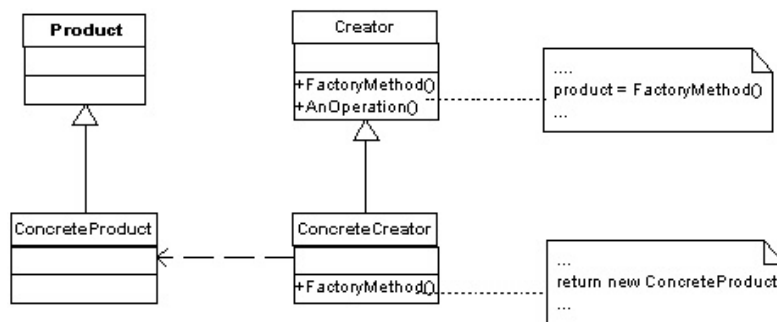 Product
Creator
+FactoryMethod()
+AnOperation()
....
product = FactoryMethod()
...
ConcreteProduct
ConcreteCreator
+FactoryMethod()
...
return new ConcreteProduct
...